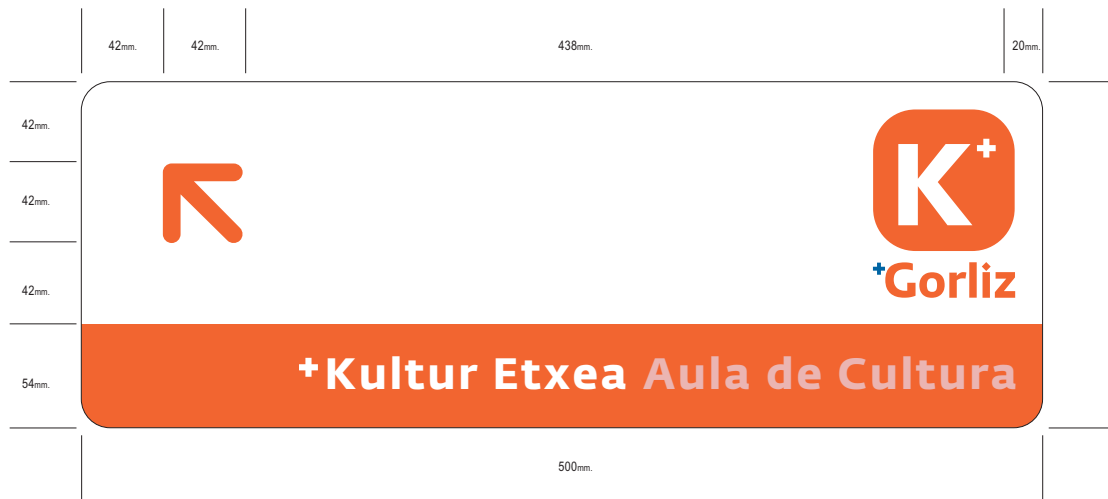 42mm. 42mm. 438mm. 20mm.
42mm.
42mm.
42mm.
54mm.
K+
+Gorliz
+Kultur Etxea Aula de Cultura
500mm.